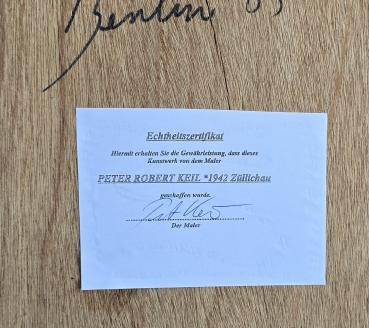 Berlin 83
Echtheitszertifikat
Hiermit erhalten Sie die Gewährleistung, dass dieses
Kunstwerk von dem Maler
PETER ROBERT KEIL *1942 Züllichau
geschaffen wurde.
Der Maler